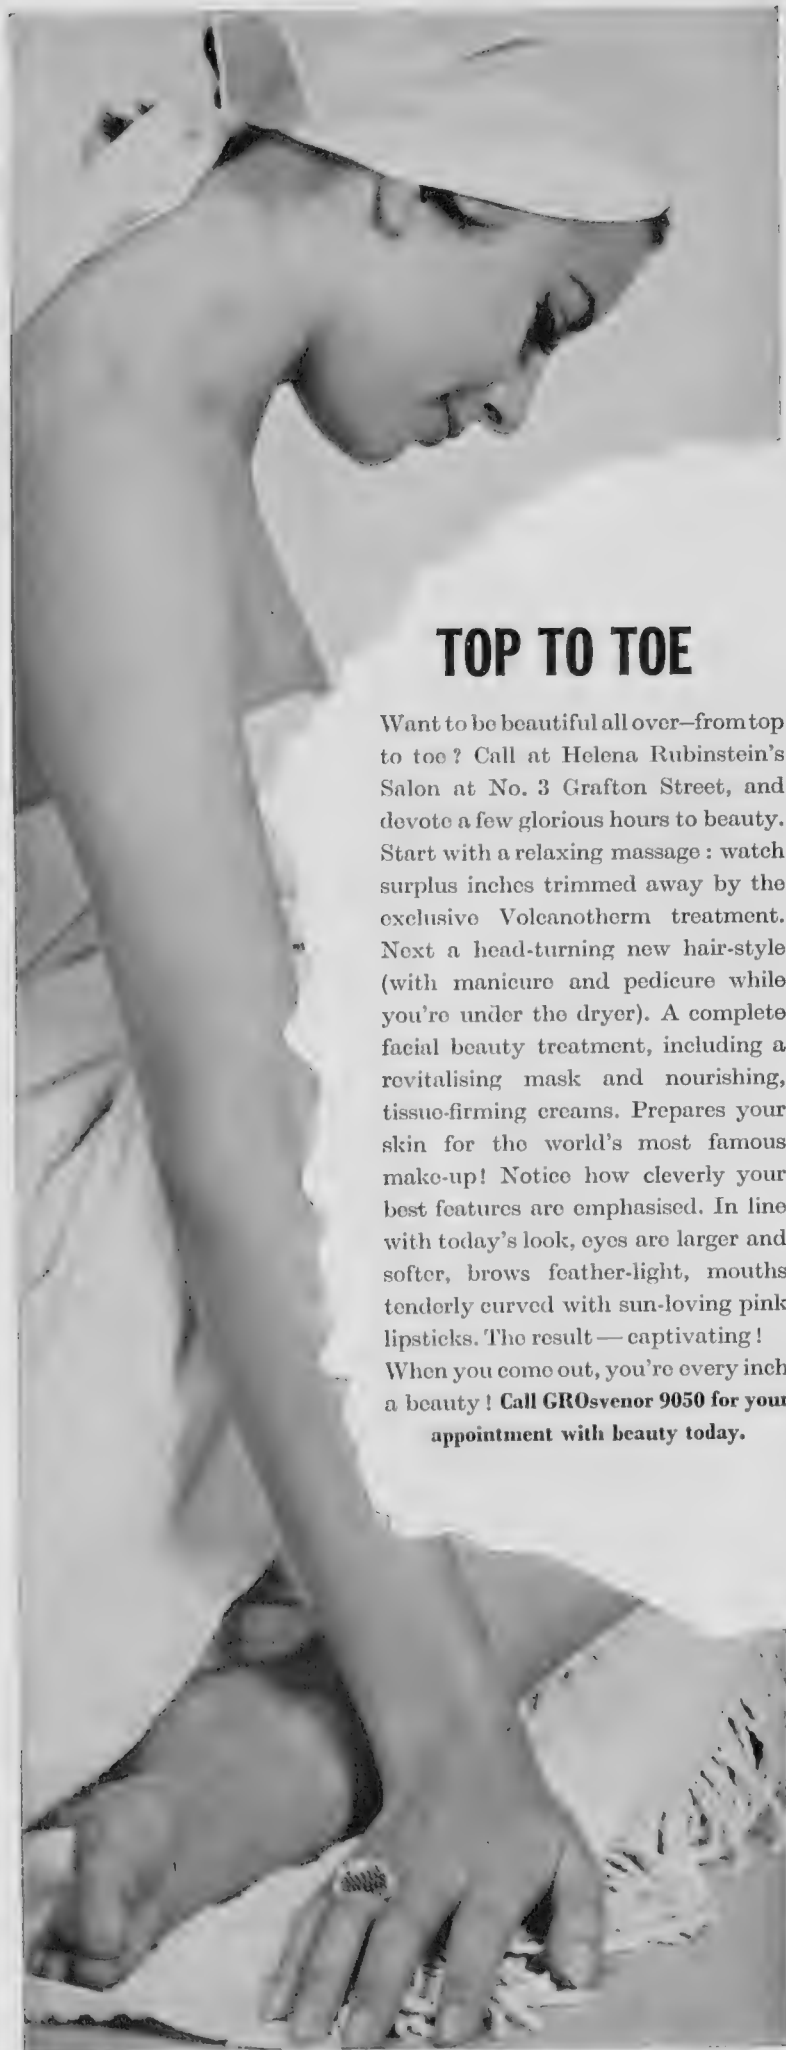 TOP TO TOE
Want to be beautiful all over—from top
to toe ? Call at Helena Rubinstein's
Salon at No. 3 Grafton Street, and
devote a few glorious hours to beauty.
Start with a relaxing massage : watch
surplus inches trimmed away by the
exclusive Volcanotherm treatment.
Next a head-turning new hair-style
(with manicure and pedicure while
you're under the dryer). A complete
facial beauty treatment, including a
revitalising mask and nourishing,
tissue-firming creams. Prepares your
skin for the world's most famous
make-up! Notice how cleverly your
best features are emphasised. In line
with today's look, eyes are larger and
softer, brows feather-light, mouths
tenderly curved with sun-loving pink
lipsticks. The result — captivating !
When you come out, you're every inch
a beauty ! Call GROsvenor 9050 for your
appointment with beauty today.